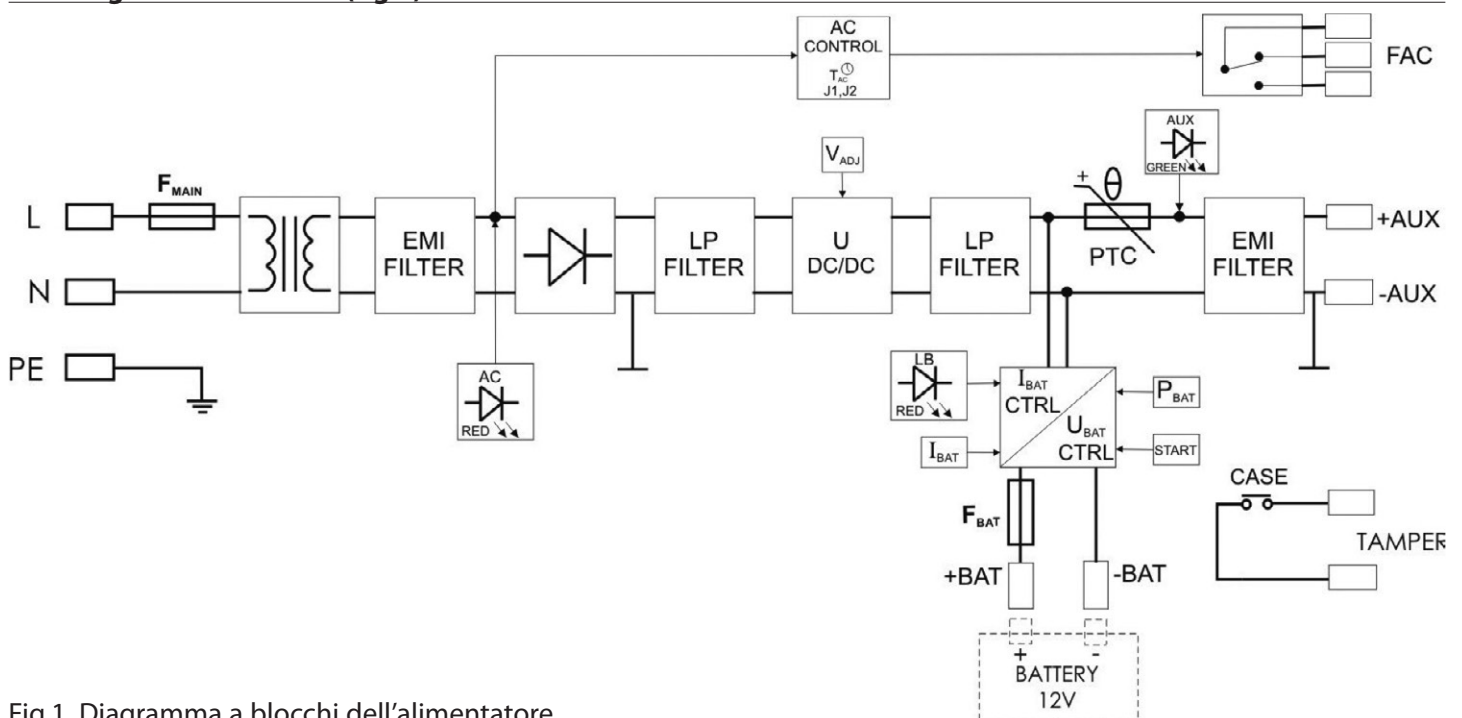 AC
CONTROL
T_AC
J1,J2
FAC
AUX
GREEN
V_ADJ
F_MAIN
+ θ
L
EMI
FILTER
LP
FILTER
U
DC/DC
LP
FILTER
PTC
EMI
FILTER
+AUX
N
-AUX
PE
AC
RED
LB
RED
I_BAT
CTRL
U_BAT
CTRL
P_BAT
I_BAT
START
CASE
F_BAT
TAMPER
+BAT
-BAT
+ -
BATTERY
12V
Fig.1. Diagramma a blocchi dell'alimentatore